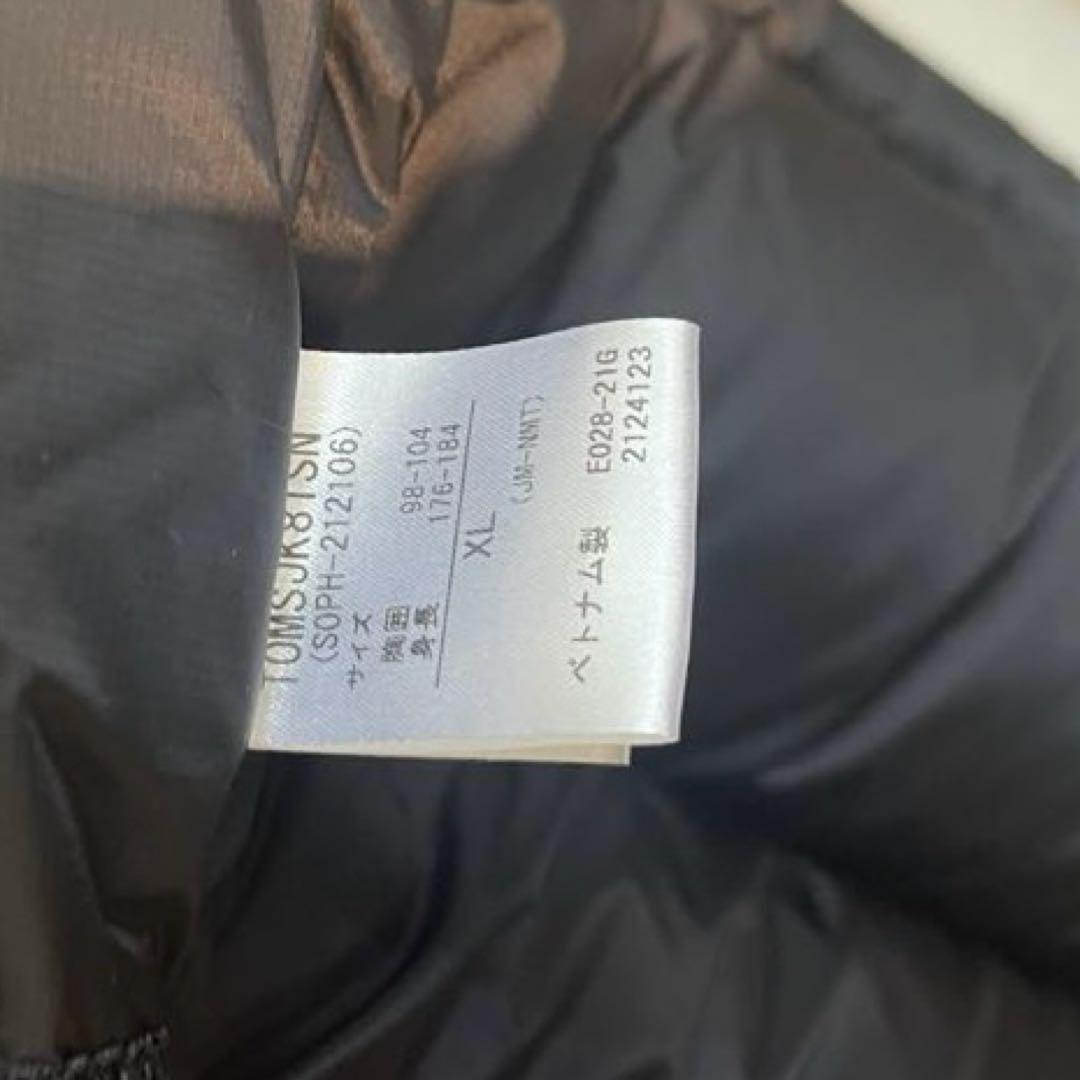 TOMSJK81SN
(SOPH-212106)
サイズ
胸囲 98-104
身長 176-184
XL
(JM-NWT)
ベトナム製 E028-21G
2124123